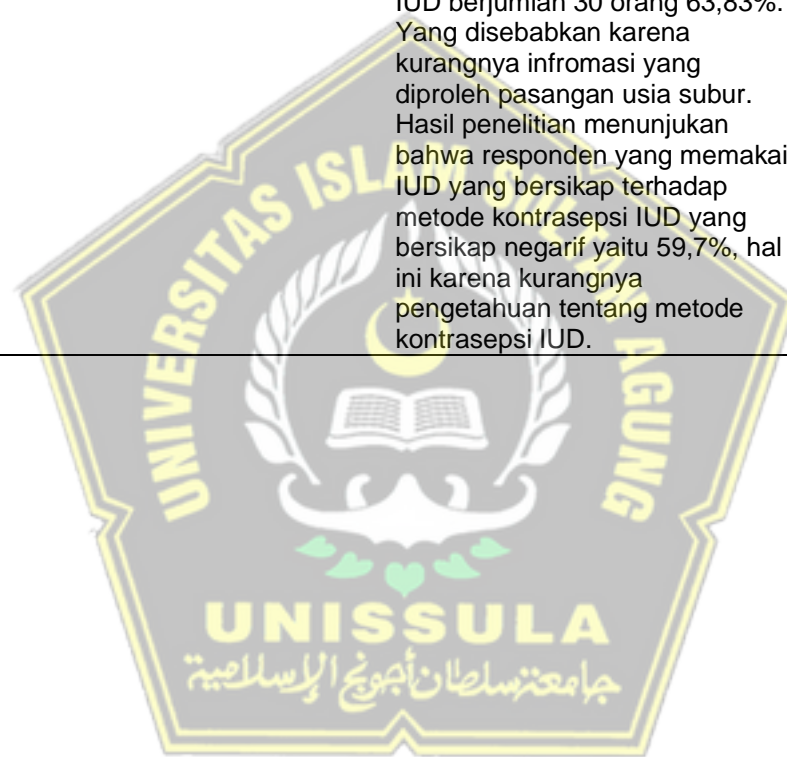 IUD berjumlah 30 orang 63,83%.
Yang disebabkan karena
kurangnya infromasi yang
diproleh pasangan usia subur.
Hasil penelitian menunjukan
bahwa responden yang memakai
IUD yang bersikap terhadap
metode kontrasepsi IUD yang
bersikap negarif yaitu 59,7%, hal
ini karena kurangnya
pengetahuan tentang metode
kontrasepsi IUD.
UNIVERSITAS ISLAM SULTAN AGUNG
UNISSULA
جامعة سلطان أجونج الإسلامية